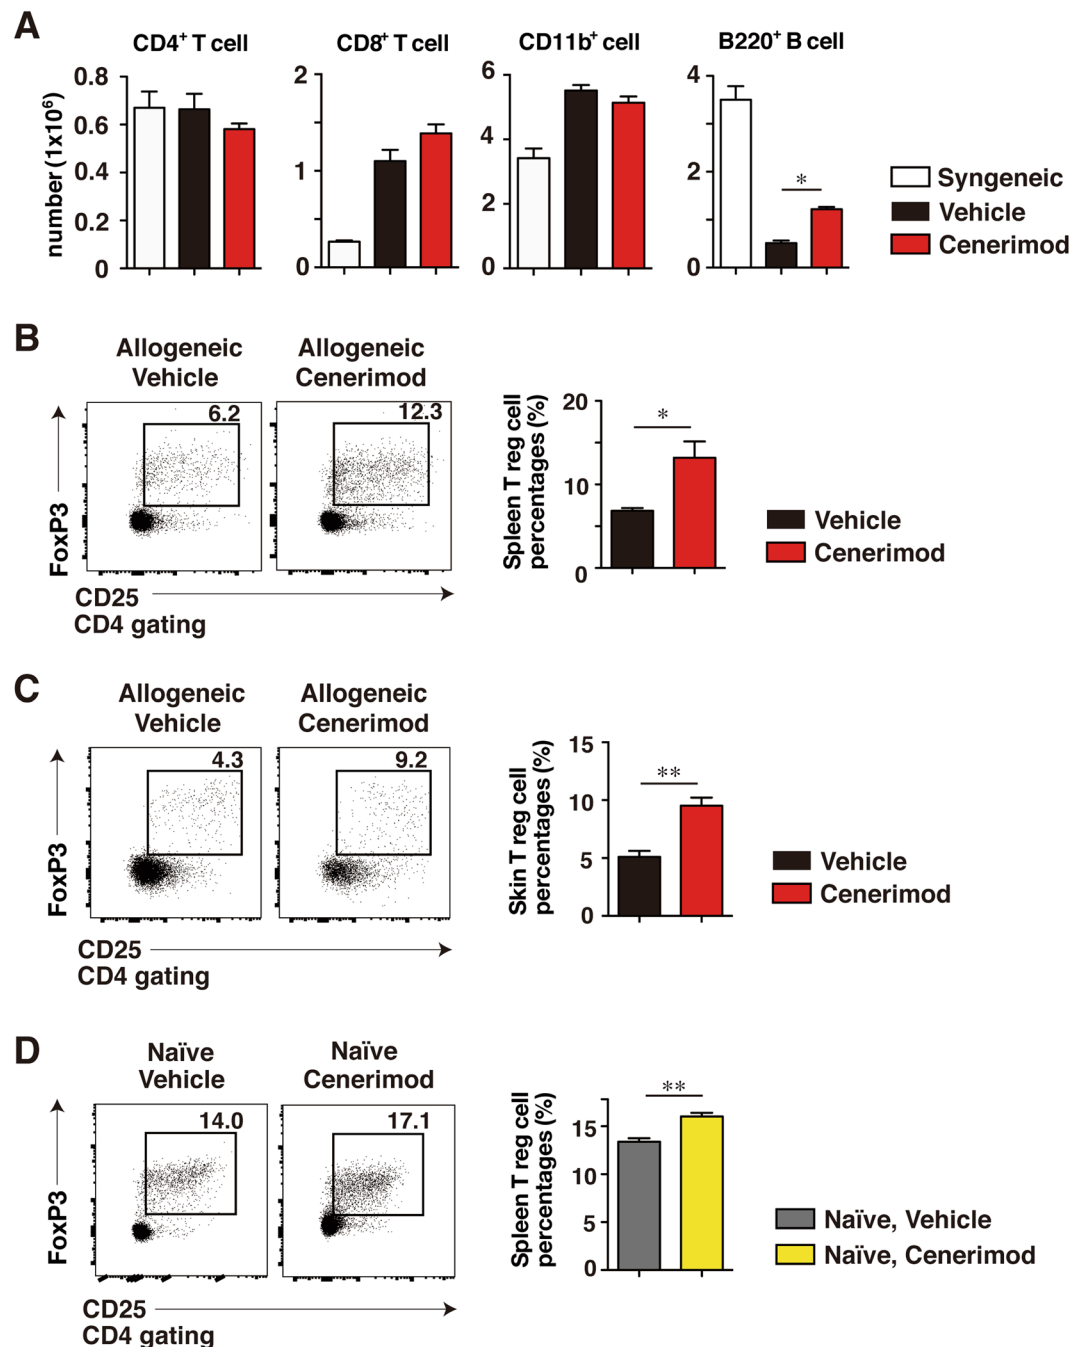 A
CD4+ T cell
CD8+ T cell
CD11b+ cell
B220+ B cell
number (1x10⁶)
0.8
0.6
0.4
0.2
0
2
1
0
6
4
2
0
4
2
0
*
Syngeneic
Vehicle
Cenerimod
B
Allogeneic
Vehicle
Allogeneic
Cenerimod
6.2
12.3
FoxP3
CD25
CD4 gating
Spleen T reg cell
percentages (%)
20
10
0
*
Vehicle
Cenerimod
C
Allogeneic
Vehicle
Allogeneic
Cenerimod
4.3
9.2
FoxP3
CD25
CD4 gating
Skin T reg cell
percentages (%)
15
10
5
0
**
Vehicle
Cenerimod
D
Naïve
Vehicle
Naïve
Cenerimod
14.0
17.1
FoxP3
CD25
CD4 gating
Spleen T reg cell
percentages (%)
15
10
5
0
**
Naïve, Vehicle
Naïve, Cenerimod